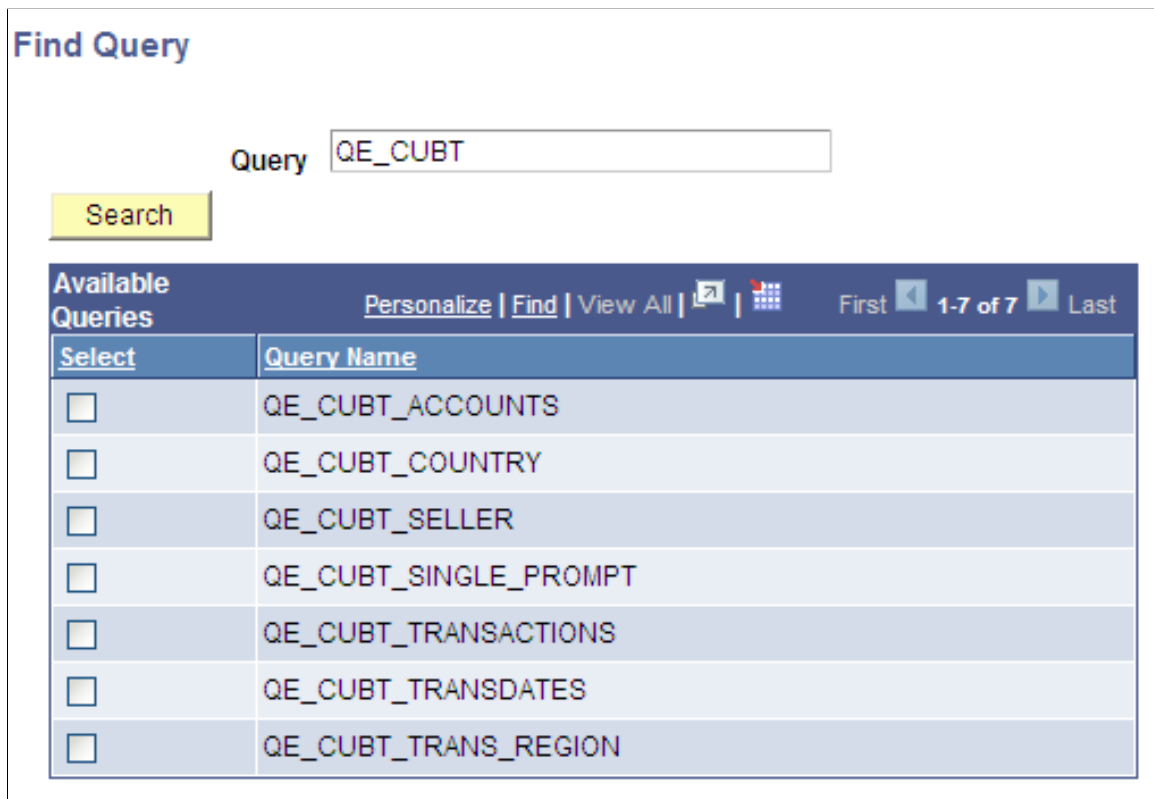 Find Query
Query QE_CUBT
Search
Available Queries Personalize | Find | View All | | First 1-7 of 7 Last
Select Query Name
QE_CUBT_ACCOUNTS
QE_CUBT_COUNTRY
QE_CUBT_SELLER
QE_CUBT_SINGLE_PROMPT
QE_CUBT_TRANSACTIONS
QE_CUBT_TRANSDATES
QE_CUBT_TRANS_REGION